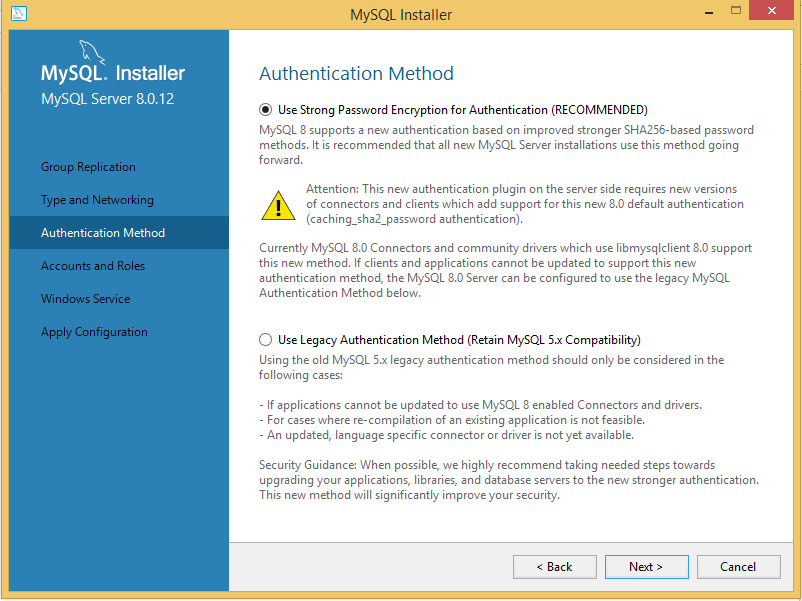 MySQL Installer
MySQL. Installer
MySQL Server 8.0.12
Group Replication
Type and Networking
Authentication Method
Accounts and Roles
Windows Service
Apply Configuration
Authentication Method
Use Strong Password Encryption for Authentication (RECOMMENDED)
MySQL 8 supports a new authentication based on improved stronger SHA256-based password
methods. It is recommended that all new MySQL Server installations use this method going
forward.
Attention: This new authentication plugin on the server side requires new versions
of connectors and clients which add support for this new 8.0 default authentication
(caching_sha2_password authentication).
Currently MySQL 8.0 Connectors and community drivers which use libmysqlclient 8.0 support
this new method. If clients and applications cannot be updated to support this new
authentication method, the MySQL 8.0 Server can be configured to use the legacy MySQL
Authentication Method below.
Use Legacy Authentication Method (Retain MySQL 5.x Compatibility)
Using the old MySQL 5.x legacy authentication method should only be considered in the
following cases:
- If applications cannot be updated to use MySQL 8 enabled Connectors and drivers.
- For cases where re-compilation of an existing application is not feasible.
- An updated, language specific connector or driver is not yet available.
Security Guidance: When possible, we highly recommend taking needed steps towards
upgrading your applications, libraries, and database servers to the new stronger authentication.
This new method will significantly improve your security.
< Back
Next >
Cancel